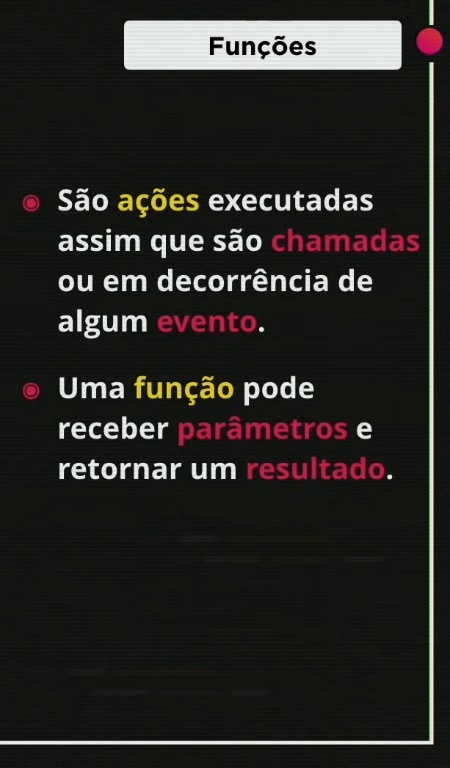 Funções
São ações executadas
assim que são chamadas
ou em decorrência de
algum evento.
Uma função pode
receber parâmetros e
retornar um resultado.